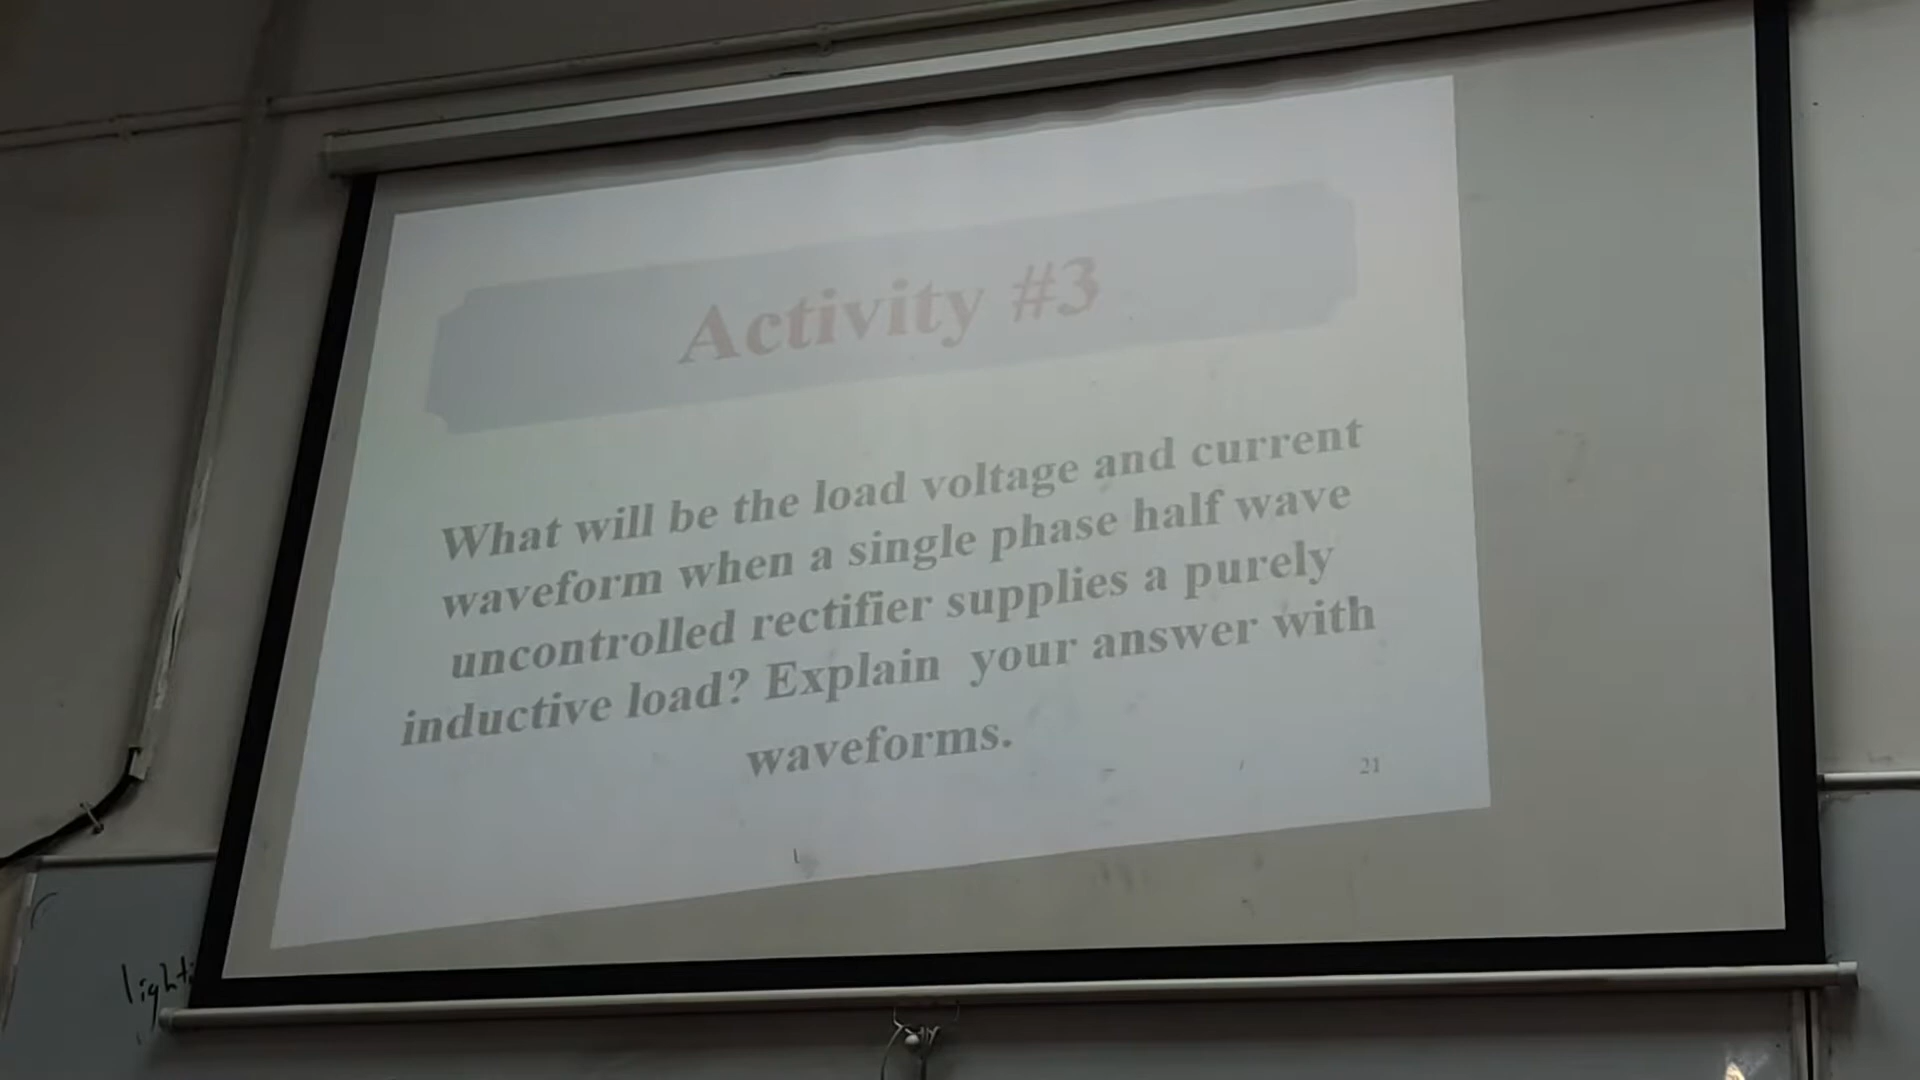 Activity #3
What will be the load voltage and current
waveform when a single phase half wave
uncontrolled rectifier supplies a purely
inductive load? Explain your answer with
waveforms.
21